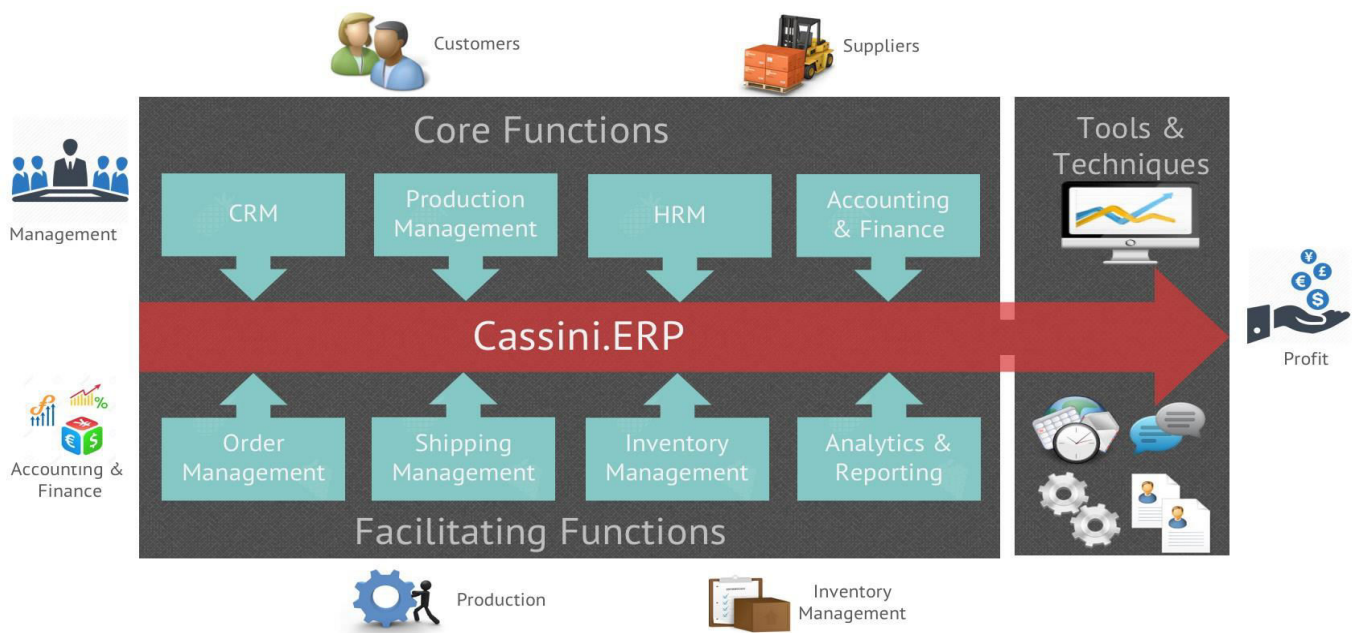 Customers
Suppliers
Core Functions
Tools &
Techniques
CRM
Production
Management
HRM
Accounting
& Finance
Management
Cassini.ERP
Profit
Order
Management
Shipping
Management
Inventory
Management
Analytics &
Reporting
Accounting &
Finance
Facilitating Functions
Production
Inventory
Management